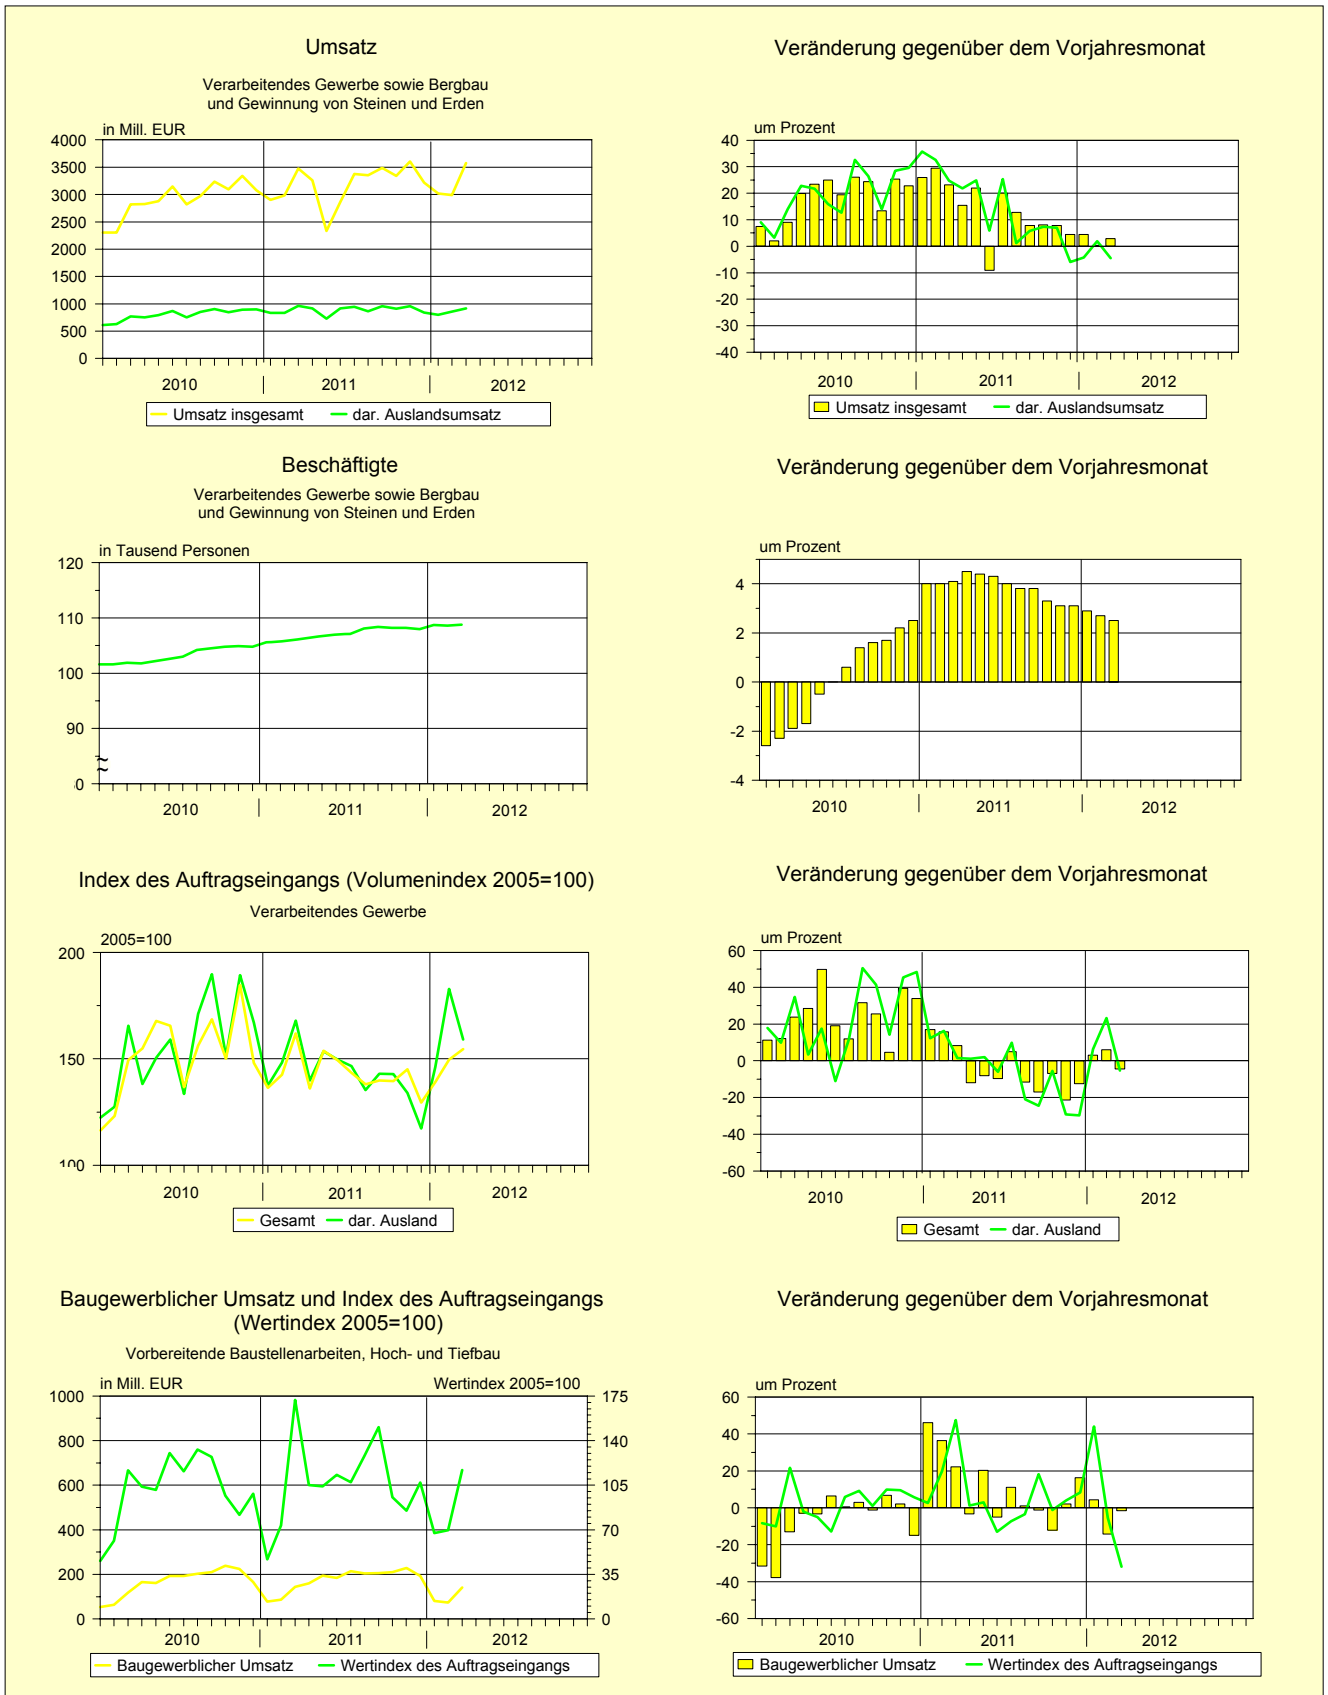 Umsatz
Verarbeitendes Gewerbe sowie Bergbau
und Gewinnung von Steinen und Erden
in Mill. EUR
4000
3500
3000
2500
2000
1500
1000
500
0
2010 2011 2012
Umsatz insgesamt dar. Auslandsumsatz
Veränderung gegenüber dem Vorjahresmonat
um Prozent
40
30
20
10
0
-10
-20
-30
-40
2010 2011 2012
Umsatz insgesamt dar. Auslandsumsatz
Beschäftigte
Verarbeitendes Gewerbe sowie Bergbau
und Gewinnung von Steinen und Erden
in Tausend Personen
120
110
100
90
0
2010 2011 2012
Veränderung gegenüber dem Vorjahresmonat
um Prozent
4
2
0
-2
-4
2010 2011 2012
Index des Auftragseingangs (Volumenindex 2005=100)
Verarbeitendes Gewerbe
2005=100
200
150
100
2010 2011 2012
Gesamt dar. Ausland
Veränderung gegenüber dem Vorjahresmonat
um Prozent
60
40
20
0
-20
-40
-60
2010 2011 2012
Gesamt dar. Ausland
Baugewerblicher Umsatz und Index des Auftragseingangs
(Wertindex 2005=100)
Vorbereitende Baustellenarbeiten, Hoch- und Tiefbau
in Mill. EUR Wertindex 2005=100
1000 175
800 140
600 105
400 70
200 35
0 0
2010 2011 2012
Baugewerblicher Umsatz Wertindex des Auftragseingangs
Veränderung gegenüber dem Vorjahresmonat
um Prozent
60
40
20
0
-20
-40
-60
2010 2011 2012
Baugewerblicher Umsatz Wertindex des Auftragseingangs